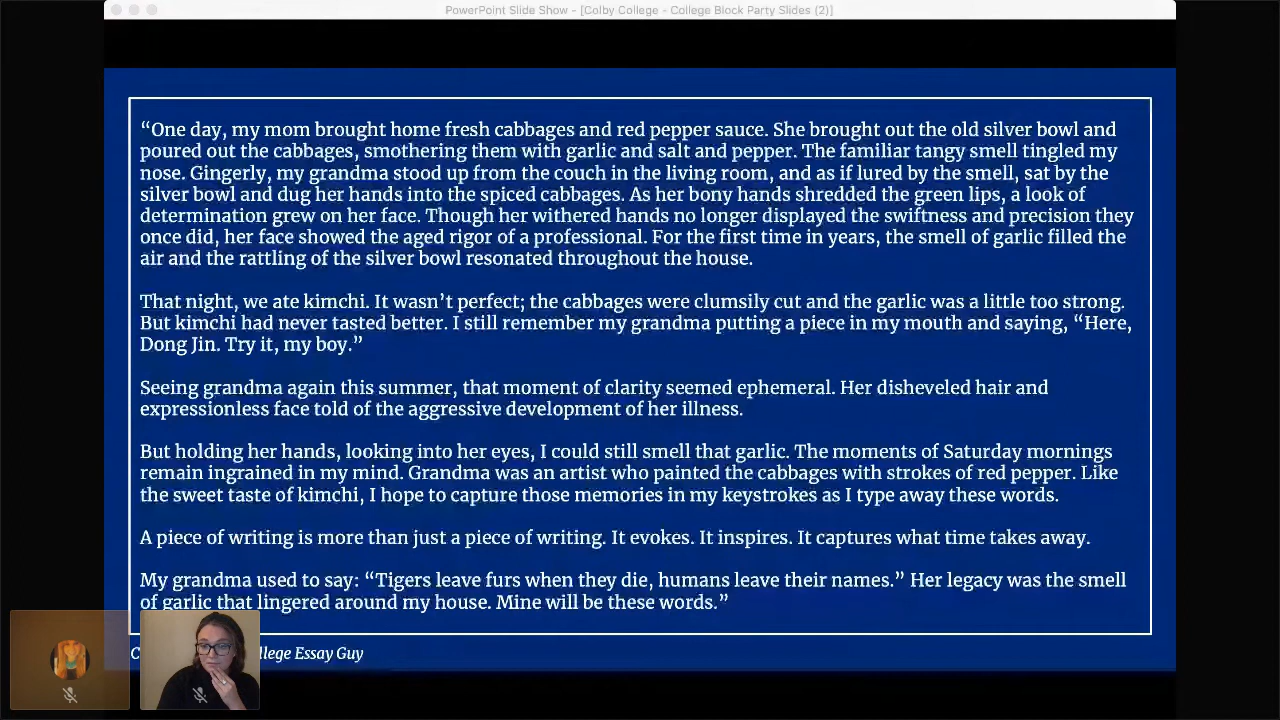 PowerPoint Slide Show - [Colby College - College Block Party Slides (2)]
“One day, my mom brought home fresh cabbages and red pepper sauce. She brought out the old silver bowl and
poured out the cabbages, smothering them with garlic and salt and pepper. The familiar tangy smell tingled my
nose. Gingerly, my grandma stood up from the couch in the living room, and as if lured by the smell, sat by the
silver bowl and dug her hands into the spiced cabbages. As her bony hands shredded the green lips, a look of
determination grew on her face. Though her withered hands no longer displayed the swiftness and precision they
once did, her face showed the aged rigor of a professional. For the first time in years, the smell of garlic filled the
air and the rattling of the silver bowl resonated throughout the house.
That night, we ate kimchi. It wasn’t perfect; the cabbages were clumsily cut and the garlic was a little too strong.
But kimchi had never tasted better. I still remember my grandma putting a piece in my mouth and saying, “Here,
Dong Jin. Try it, my boy.”
Seeing grandma again this summer, that moment of clarity seemed ephemeral. Her disheveled hair and
expressionless face told of the aggressive development of her illness.
But holding her hands, looking into her eyes, I could still smell that garlic. The moments of Saturday mornings
remain ingrained in my mind. Grandma was an artist who painted the cabbages with strokes of red pepper. Like
the sweet taste of kimchi, I hope to capture those memories in my keystrokes as I type away these words.
A piece of writing is more than just a piece of writing. It evokes. It inspires. It captures what time takes away.
My grandma used to say: “Tigers leave furs when they die, humans leave their names.” Her legacy was the smell
of garlic that lingered around my house. Mine will be these words.”
Essay Guy